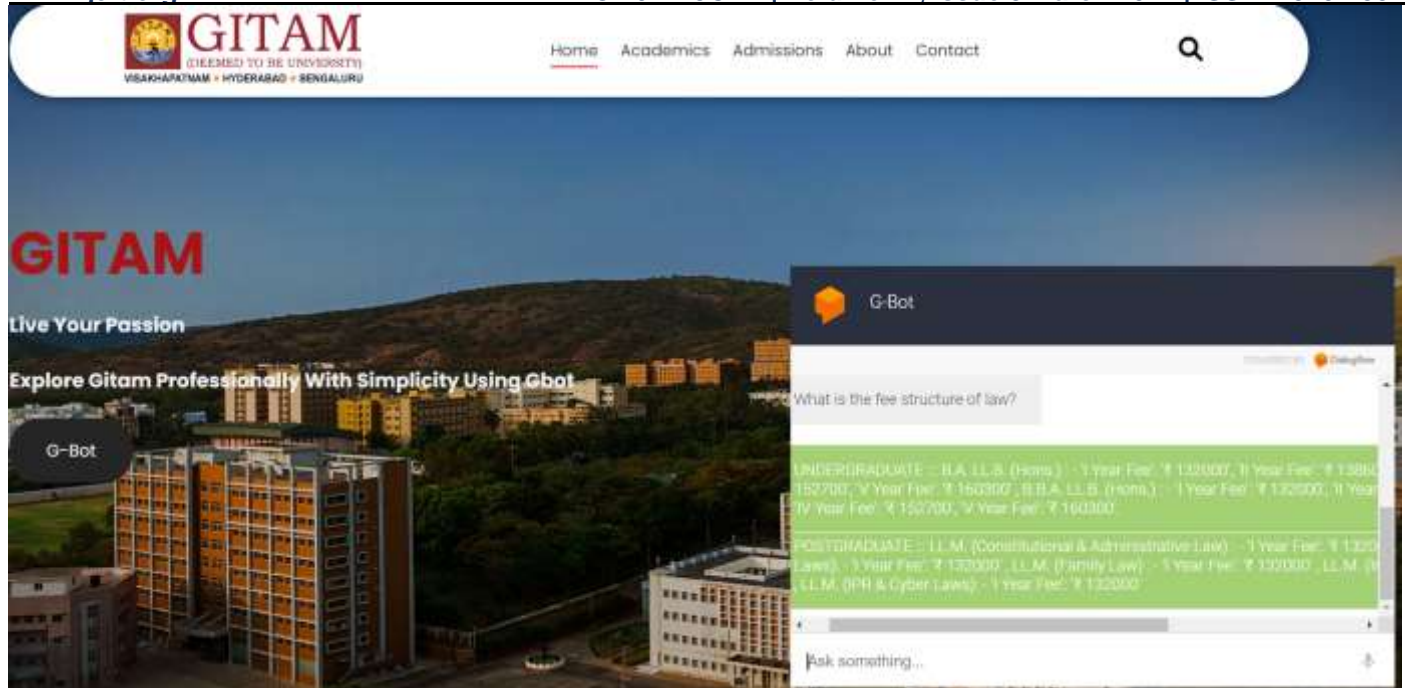 GITAM
(DEEMED TO BE UNIVERSITY)
VISAKHAPATNAM HYDERABAD BENGALURU
Home Academics Admissions About Contact
GITAM
Live Your Passion
Explore Gitam Professionally With Simplicity Using Gbot
G-Bot
G-Bot
Dialogflow
What is the fee structure of law?
UNDERGRADUATE :: B.A. LL.B. (Hons.) : - 'I Year Fee': '₹ 132000', 'II Year Fee': '₹ 1386
152700', 'V Year Fee': '₹ 160300' , B.B.A. LL.B. (Hons.) : - 'I Year Fee': '₹ 132000', 'II Year
'IV Year Fee': '₹ 152700', 'V Year Fee': '₹ 160300'
POSTGRADUATE :: LL.M. (Constitutional & Administrative Law): - 'I Year Fee': '₹ 1320
Laws): - 'I Year Fee': '₹ 132000' , LL.M. (Family Law): - 'I Year Fee': '₹ 132000' , LL.M.
, LL.M. (IPR & Cyber Laws): - 'I Year Fee': '₹ 132000'
Ask something...